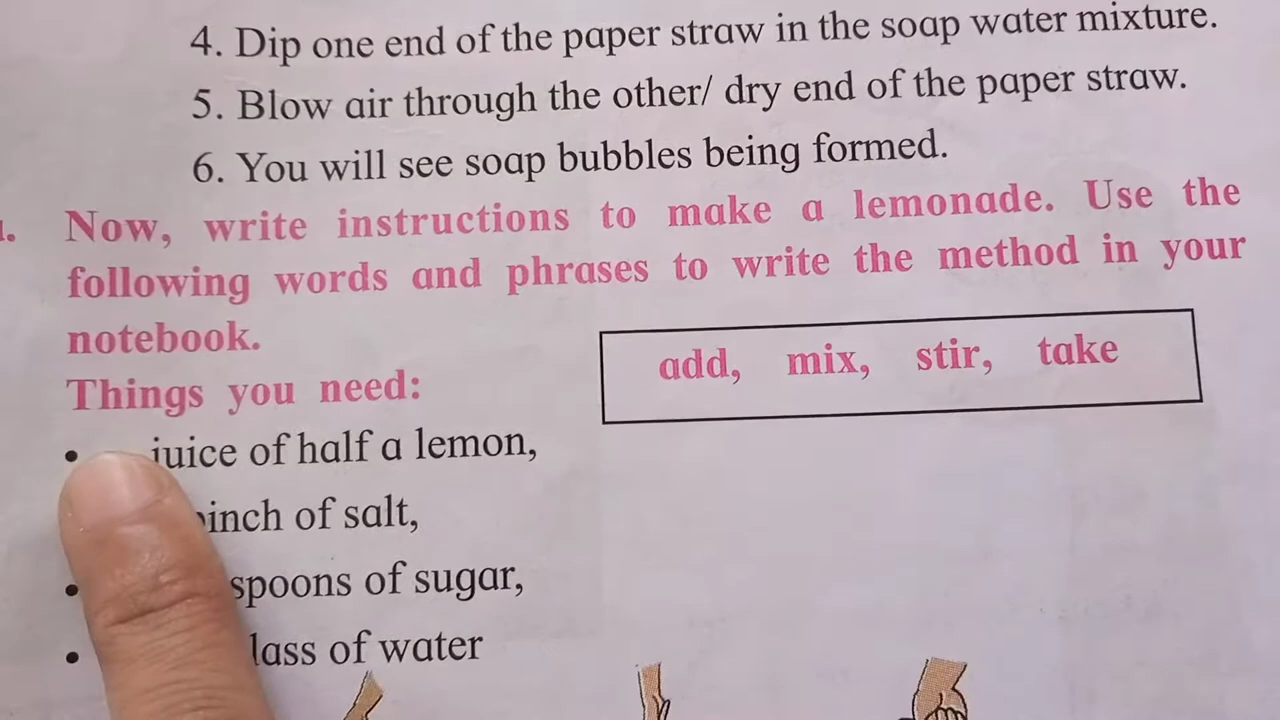 4. Dip one end of the paper straw in the soap water mixture.
5. Blow air through the other/ dry end of the paper straw.
6. You will see soap bubbles being formed.
Now, write instructions to make a lemonade. Use the
following words and phrases to write the method in your
notebook.
add, mix, stir, take
Things you need:
• juice of half a lemon,
of salt,
• of sugar,
• of water